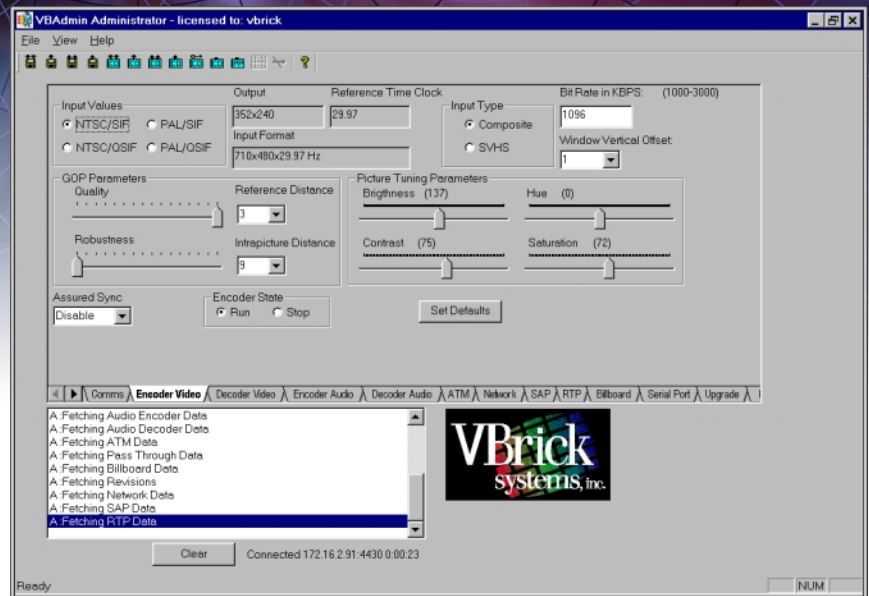 VBAdmin Administrator - licensed to: vbrick
File View Help
Output Reference Time Clock Bit Rate in KBPS: (1000-3000)
Input Values
352x240 29.97 Input Type 1096
NTSC/SIF PAL/SIF Composite
Input Format Window Vertical Offset:
NTSC/QSIF PAL/QSIF 710x480x29.97 Hz SVHS 1
GOP Parameters Picture Tuning Parameters
Quality Reference Distance Brigthness (137) Hue (0)
3
Robustness Intrapicture Distance Contrast (75) Saturation (72)
9
Assured Sync Encoder State
Disable Run Stop Set Defaults
Comms Encoder Video Decoder Video Encoder Audio Decoder Audio ATM Network SAP RTP Billboard Serial Port Upgrade
A:Fetching Audio Encoder Data
A:Fetching Audio Decoder Data
A:Fetching ATM Data
A:Fetching Pass Through Data
A:Fetching Billboard Data
A:Fetching Revisions
A:Fetching Network Data
A:Fetching SAP Data
A:Fetching RTP Data
VBrick
systems, inc.
Clear Connected 172.16.2.91:4430 0:00:23
Ready NUM